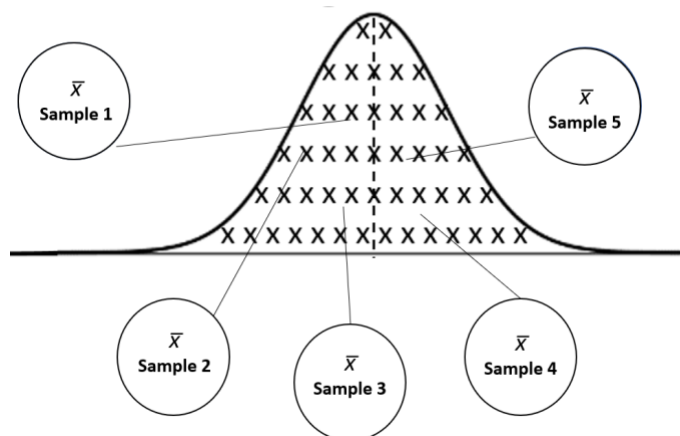 X X
X X X X X
X X X X X X X
X X X X X X X X X
X X X X X X X X X X X
X X X X X X X X X X X X X X
X̄
Sample 1
X̄
Sample 5
X̄
Sample 2
X̄
Sample 3
X̄
Sample 4